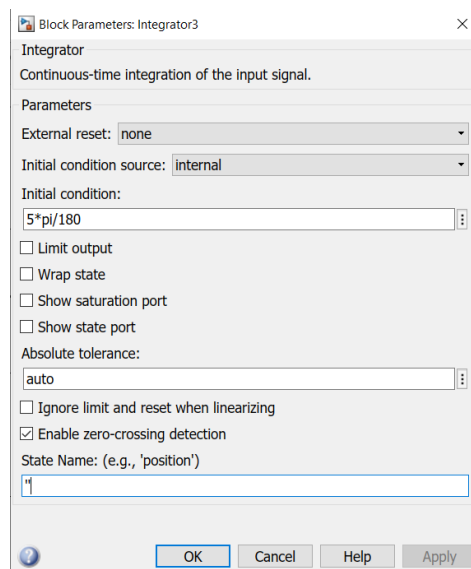 Block Parameters: Integrator3
Integrator
Continuous-time integration of the input signal.
Parameters
External reset: none
Initial condition source: internal
Initial condition:
5*pi/180
Limit output
Wrap state
Show saturation port
Show state port
Absolute tolerance:
auto
Ignore limit and reset when linearizing
Enable zero-crossing detection
State Name: (e.g., 'position')
''
OK Cancel Help Apply